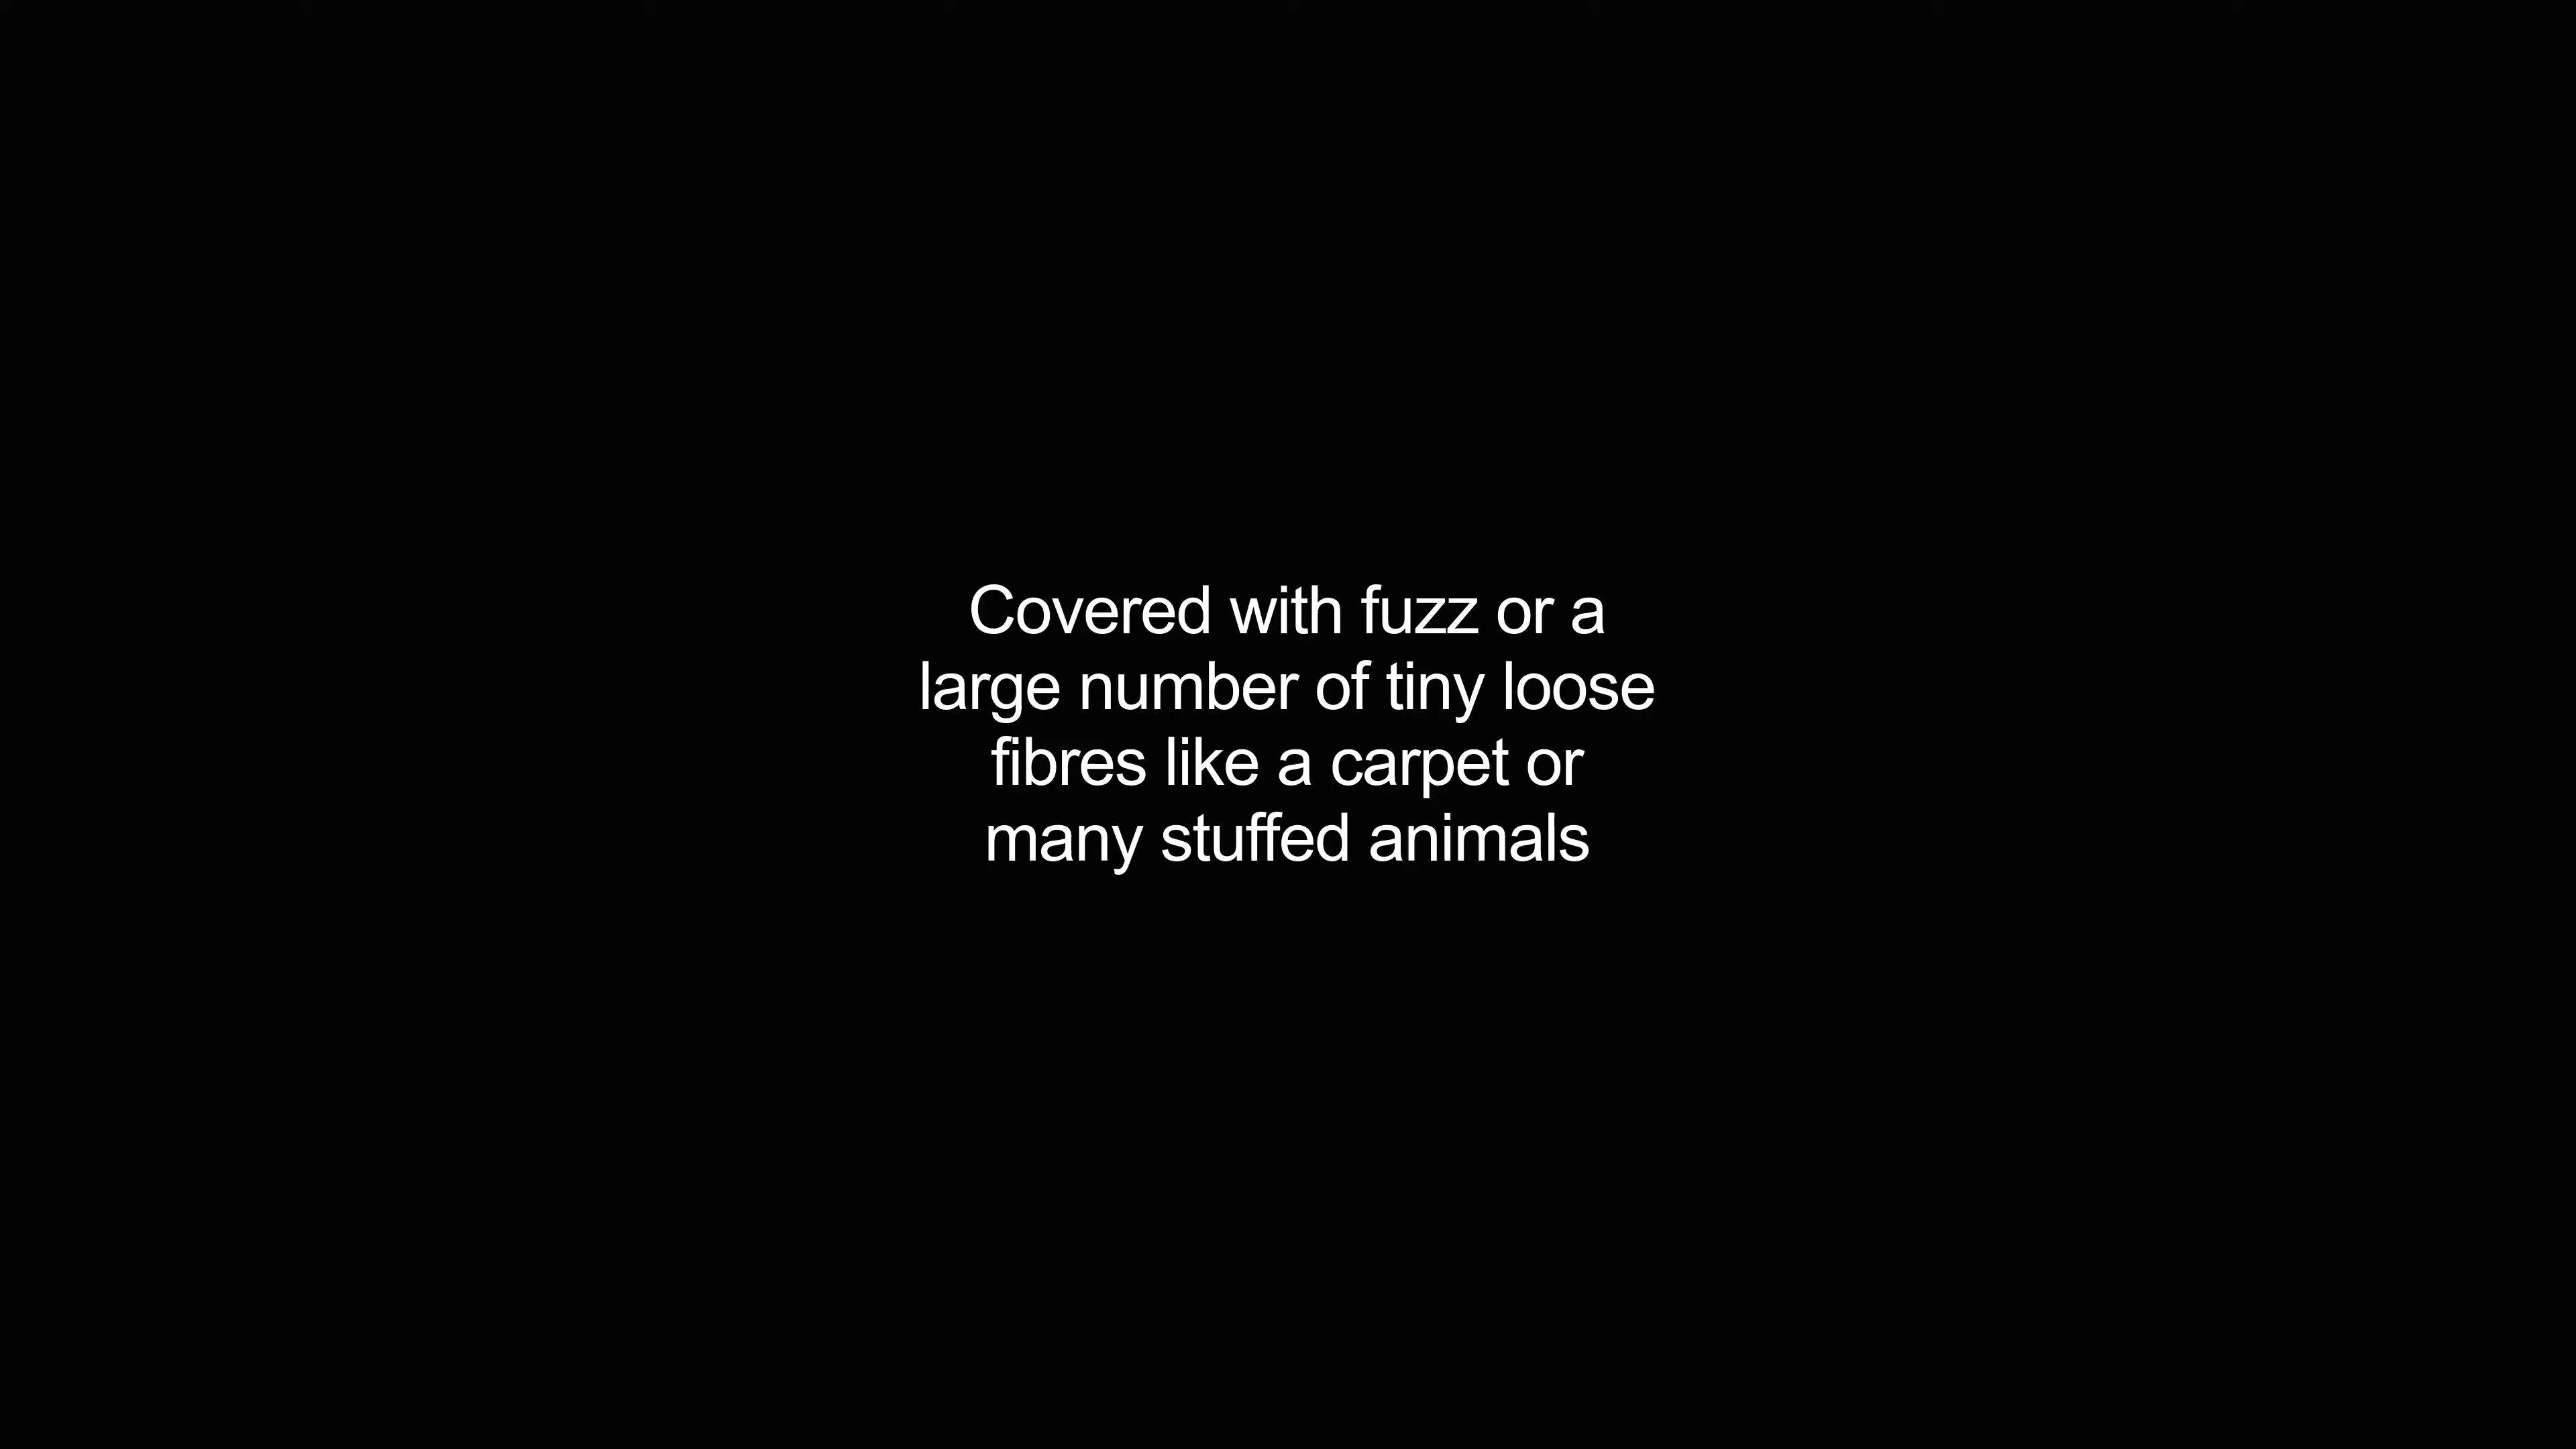 Covered with fuzz or a
large number of tiny loose
fibres like a carpet or
many stuffed animals